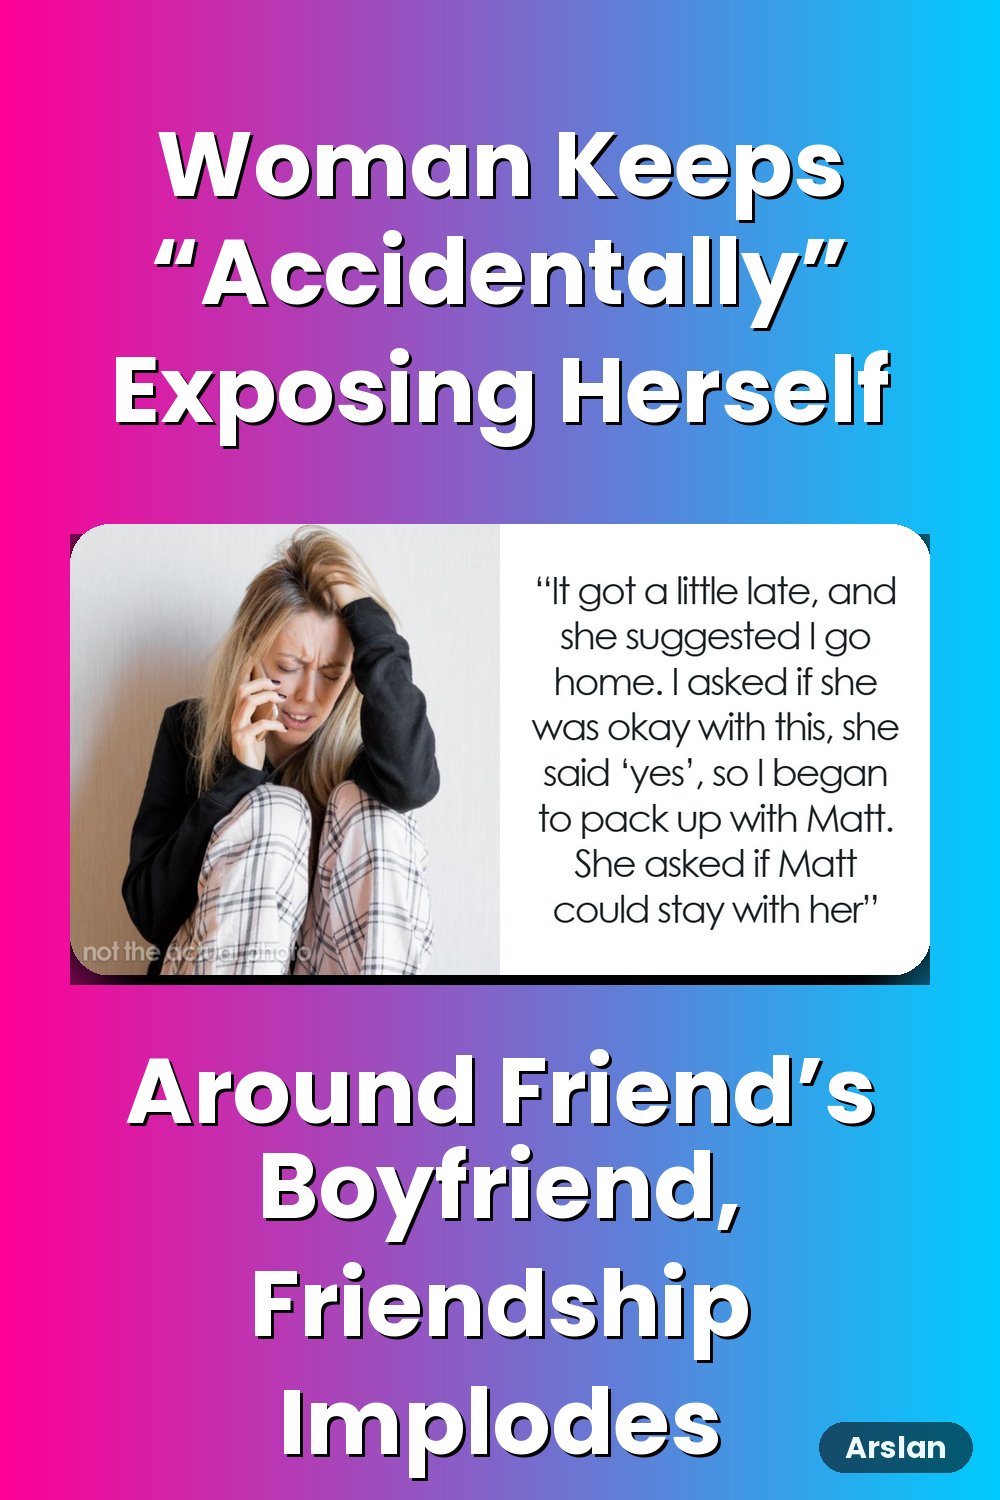 Woman Keeps
“Accidentally”
Exposing Herself
“It got a little late, and
she suggested I go
home. I asked if she
was okay with this, she
said ‘yes’, so I began
to pack up with Matt.
She asked if Matt
could stay with her”
not the actual photo
Around Friend’s
Boyfriend,
Friendship
Implodes
Arslan